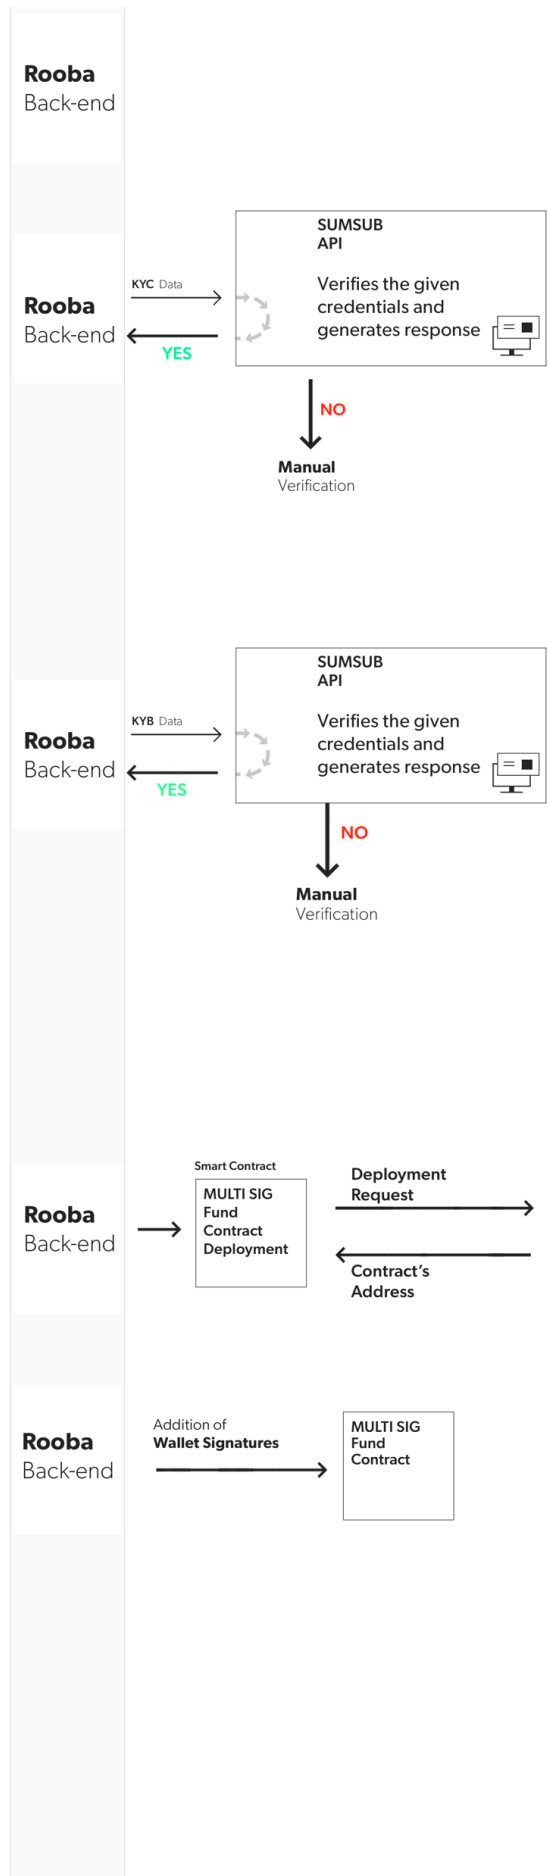 Rooba
Back-end
SUMSUB
API
Verifies the given
credentials and
generates response
KYC Data
Rooba
Back-end
YES
NO
Manual
Verification
SUMSUB
API
Verifies the given
credentials and
generates response
KYB Data
Rooba
Back-end
YES
NO
Manual
Verification
Smart Contract
MULTI SIG
Fund
Contract
Deployment
Deployment
Request
Rooba
Back-end
Contract's
Address
Addition of
Wallet Signatures
Rooba
Back-end
MULTI SIG
Fund
Contract